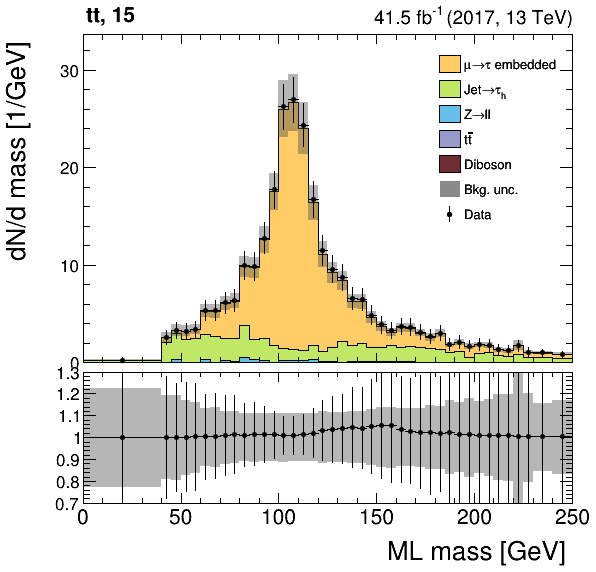 tt, 15
41.5 fb⁻¹ (2017, 13 TeV)
dN/d mass [1/GeV]
30
20
10
0
μ→τ embedded
Jet→τₕ
Z→ll
tt̄
Diboson
Bkg. unc.
Data
1.3
1.2
1.1
1
0.9
0.8
0.7
0 50 100 150 200 250
ML mass [GeV]